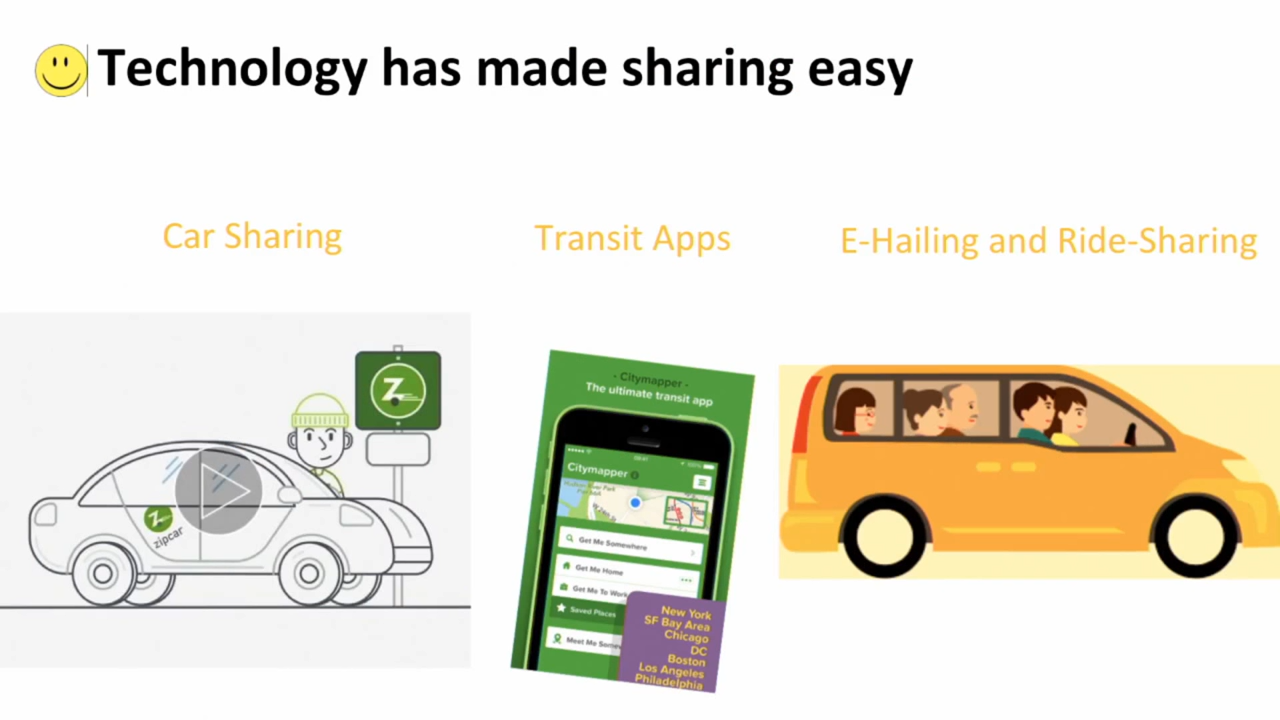 Technology has made sharing easy
Car Sharing
Transit Apps
E-Hailing and Ride-Sharing
Z
zipcar
- Citymapper -
The ultimate transit app
Citymapper
Get Me Somewhere
Get Me Home
Get Me To Work
Saved Places
Meet Me
New York
SF Bay Area
Chicago
DC
Boston
Los Angeles
Philadelphia